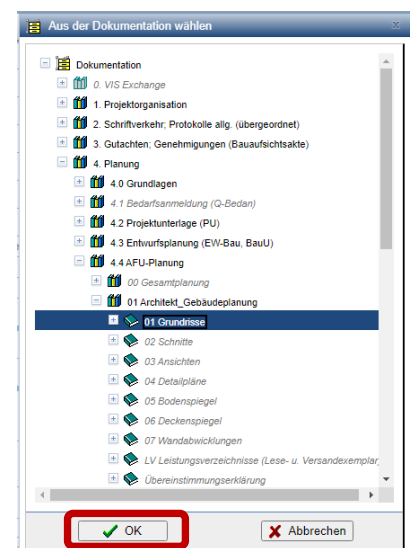 Aus der Dokumentation wählen
Dokumentation
0. VIS Exchange
1. Projektorganisation
2. Schriftverkehr; Protokolle allg. (übergeordnet)
3. Gutachten; Genehmigungen (Bauaufsichtsakte)
4. Planung
4.0 Grundlagen
4.1 Bedarfsanmeldung (Q-Bedan)
4.2 Projektunterlage (PU)
4.3 Entwurfsplanung (EW-Bau, BauU)
4.4 AFU-Planung
00 Gesamtplanung
01 Architekt_Gebäudeplanung
01 Grundrisse
02 Schnitte
03 Ansichten
04 Detailpläne
05 Bodenspiegel
06 Deckenspiegel
07 Wandabwicklungen
LV Leistungsverzeichnisse (Lese- u. Versandexemplar,
Übereinstimmungserklärung
OK
Abbrechen